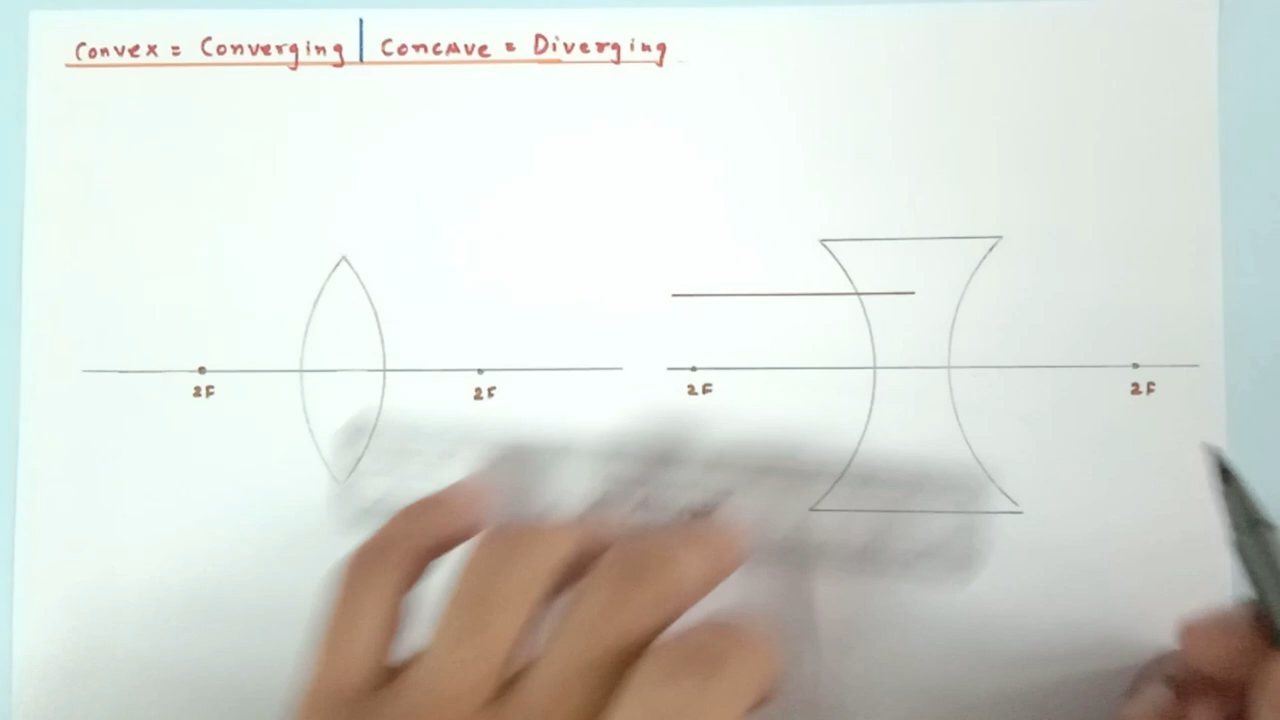 Convex = Converging | ConcAve = Diverging
2F 2F 2F 2F